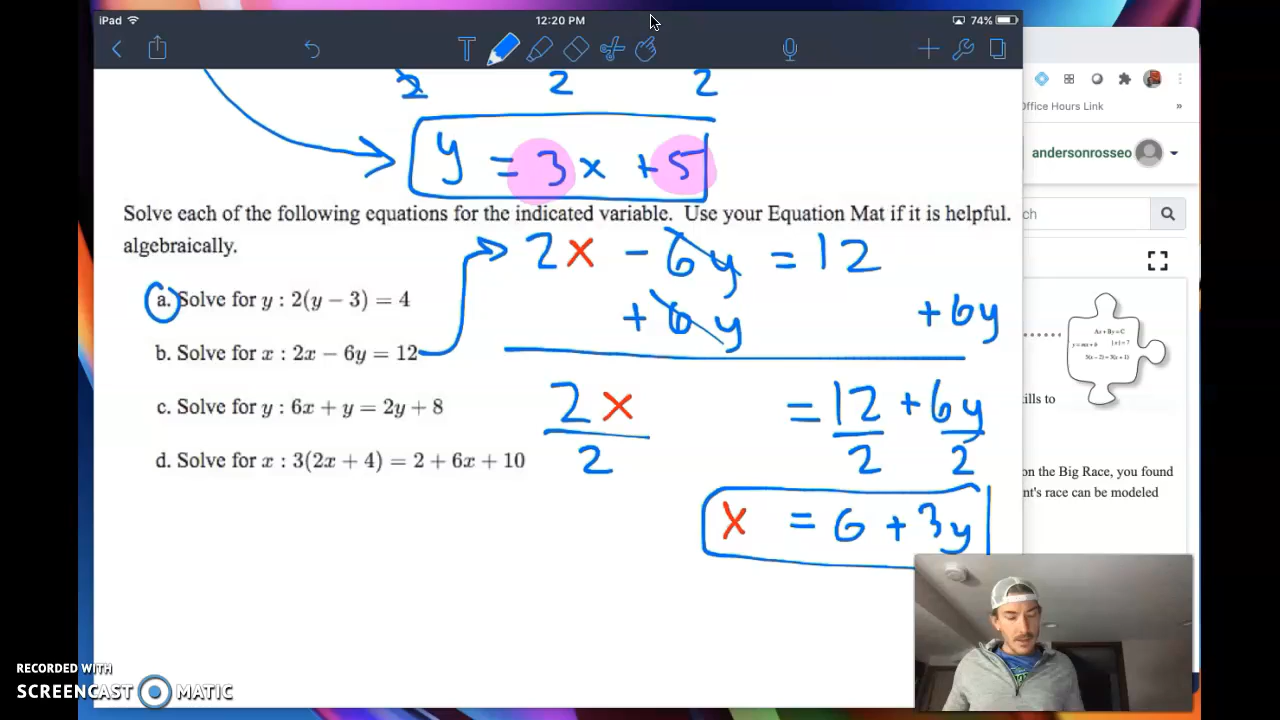 iPad 12:20 PM 74%
T
2 2 2
y = 3x + 5
Solve each of the following equations for the indicated variable. Use your Equation Mat if it is helpful.
algebraically.
2x - 6y = 12
+ 6y + 6y
a. Solve for y : 2(y − 3) = 4
b. Solve for x : 2x − 6y = 12
c. Solve for y : 6x + y = 2y + 8
d. Solve for x : 3(2x + 4) = 2 + 6x + 10
2x = 12 + 6y
2 2 2
x = 6 + 3y
Office Hours Link »
andersonrosseo
ch
Ax + By = C
kills to
on the Big Race, you found
nt's race can be modeled
RECORDED WITH
SCREENCAST MATIC